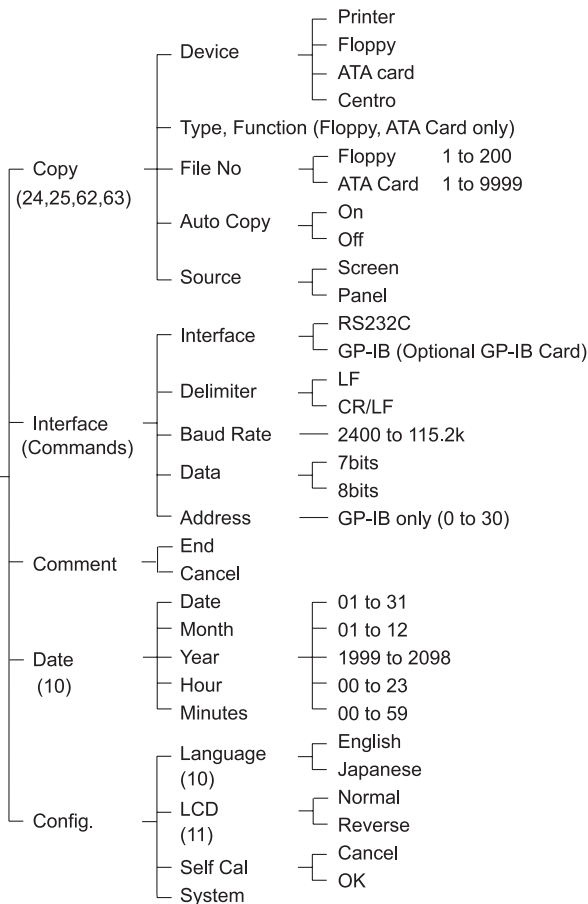 Printer
Device Floppy
ATA card
Centro
Type, Function (Floppy, ATA Card only)
Copy File No Floppy 1 to 200
(24,25,62,63) ATA Card 1 to 9999
Auto Copy On
Off
Source Screen
Panel
Interface RS232C
GP-IB (Optional GP-IB Card)
Delimiter LF
CR/LF
Interface Baud Rate 2400 to 115.2k
(Commands)
Data 7bits
8bits
Address GP-IB only (0 to 30)
Comment End
Cancel
Date 01 to 31
Month 01 to 12
Date Year 1999 to 2098
(10) Hour 00 to 23
Minutes 00 to 59
Language English
(10) Japanese
LCD Normal
Config. (11) Reverse
Self Cal Cancel
OK
System